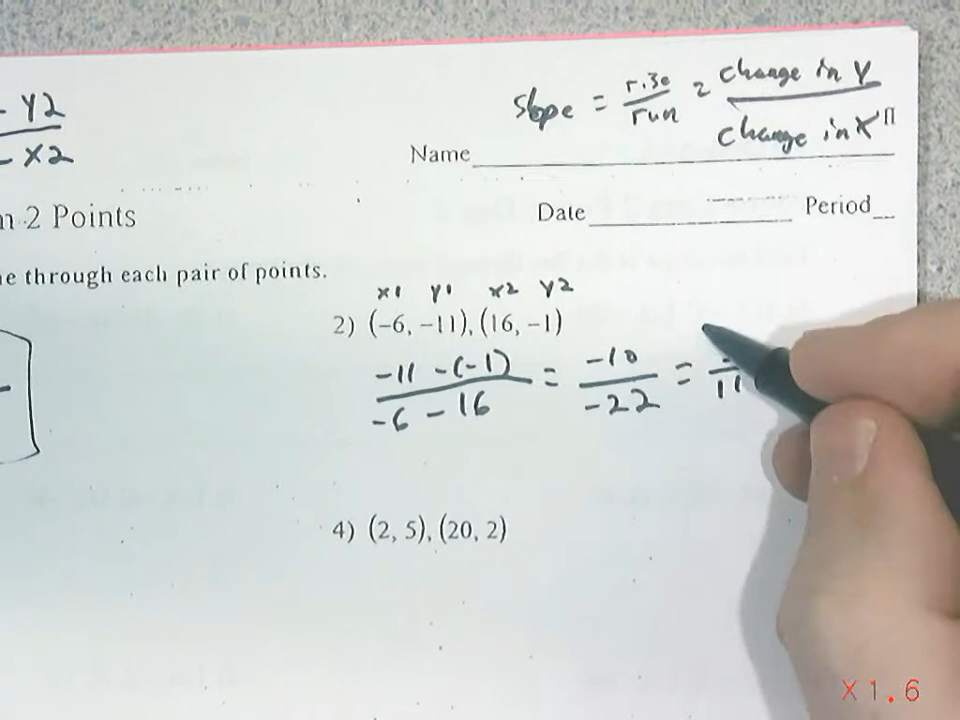 - Y2
- X2
slope = rise/run = change in Y/change in X
Name
n 2 Points
Date Period
e through each pair of points.
x1 y1 x2 y2
2) (-6, -11), (16, -1)
-11 - (-1)/-6 - 16 = -10/-22 = /11
4) (2, 5), (20, 2)
X1.6